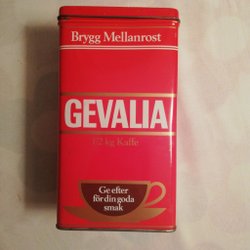 Brygg Mellanrost
GEVALIA
1/2 kg Kaffe
Ge efter
för din goda
smak